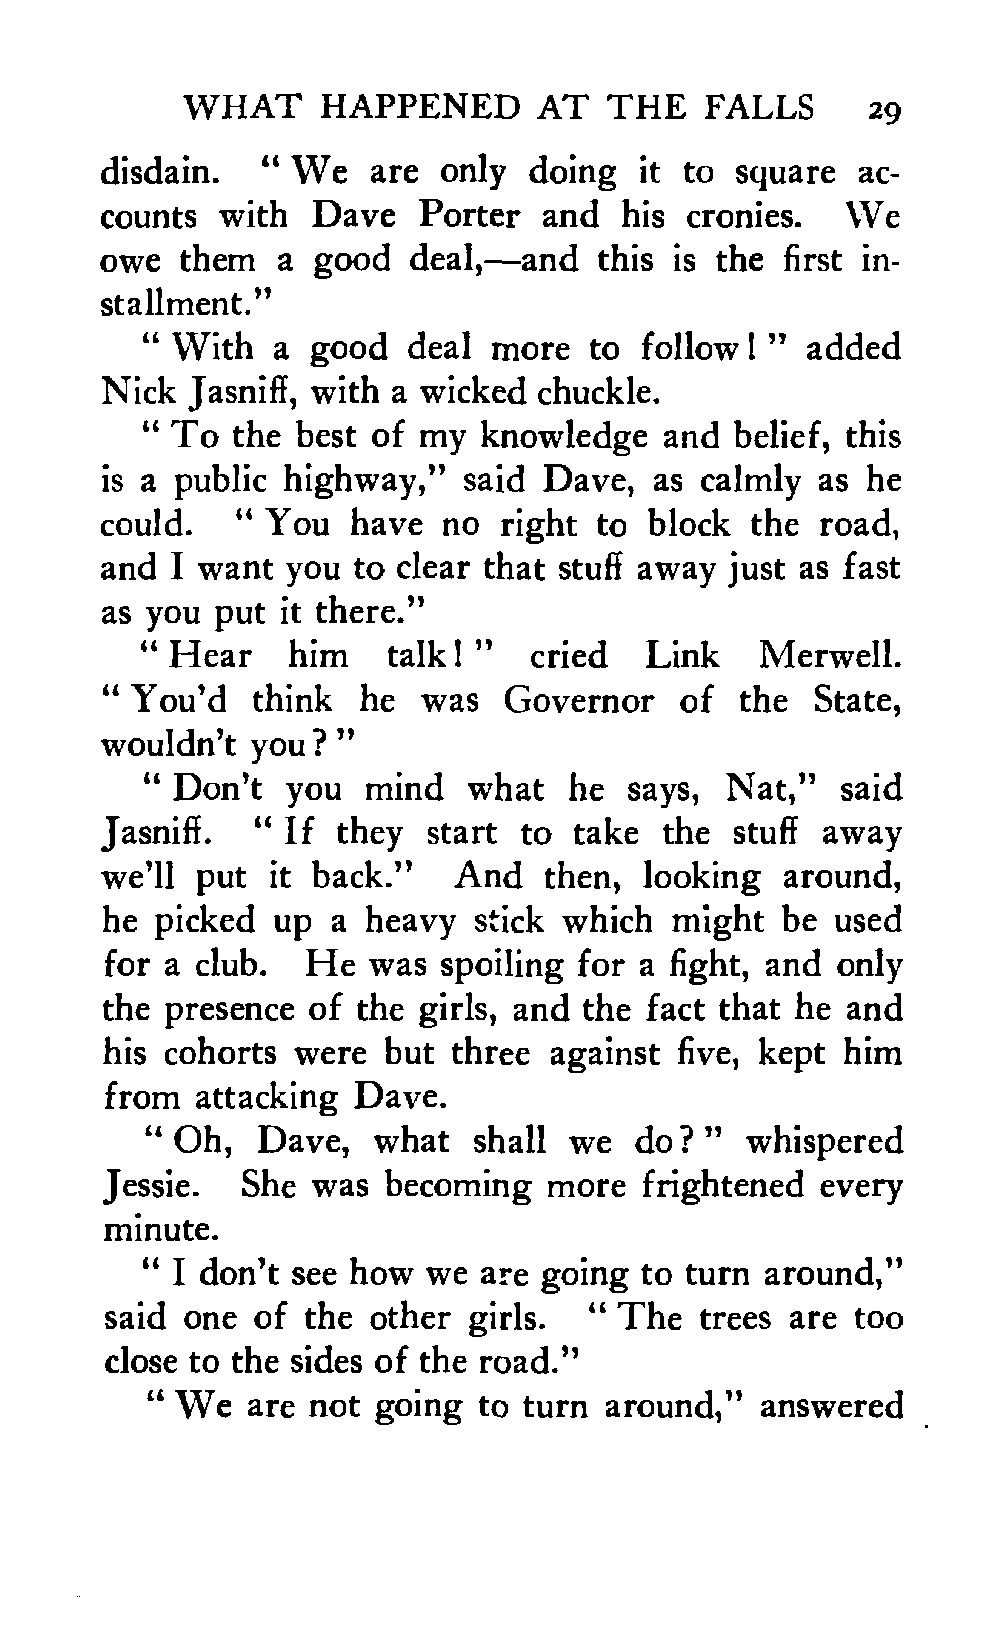 WHAT HAPPENED AT THE FALLS 29
disdain. " We are only doing it to square ac-
counts with Dave Porter and his cronies. We
owe them a good deal,—and this is the first in-
stallment."
" With a good deal more to follow! " added
Nick Jasniff, with a wicked chuckle.
" To the best of my knowledge and belief, this
is a public highway," said Dave, as calmly as he
could. " You have no right to block the road,
and I want you to clear that stuff away just as fast
as you put it there."
" Hear him talk! " cried Link Merwell.
" You'd think he was Governor of the State,
wouldn't you? "
" Don't you mind what he says, Nat," said
Jasniff. " If they start to take the stuff away
we'll put it back." And then, looking around,
he picked up a heavy stick which might be used
for a club. He was spoiling for a fight, and only
the presence of the girls, and the fact that he and
his cohorts were but three against five, kept him
from attacking Dave.
" Oh, Dave, what shall we do? " whispered
Jessie. She was becoming more frightened every
minute.
" I don't see how we are going to turn around,"
said one of the other girls. " The trees are too
close to the sides of the road."
" We are not going to turn around," answered